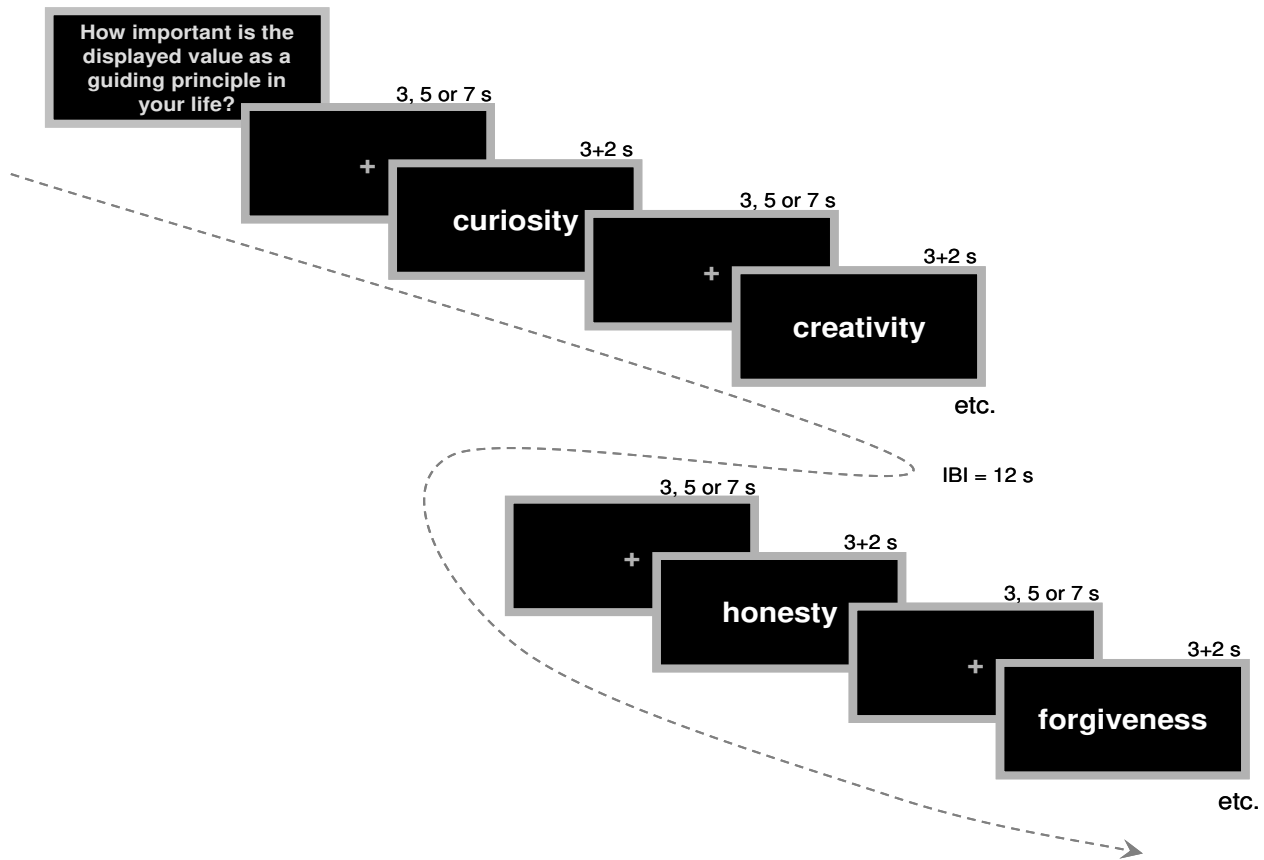 How important is the
displayed value as a
guiding principle in
your life?
3, 5 or 7 s
+
3+2 s
curiosity
3, 5 or 7 s
+
3+2 s
creativity
etc.
IBI = 12 s
3, 5 or 7 s
+
3+2 s
honesty
3, 5 or 7 s
+
3+2 s
forgiveness
etc.